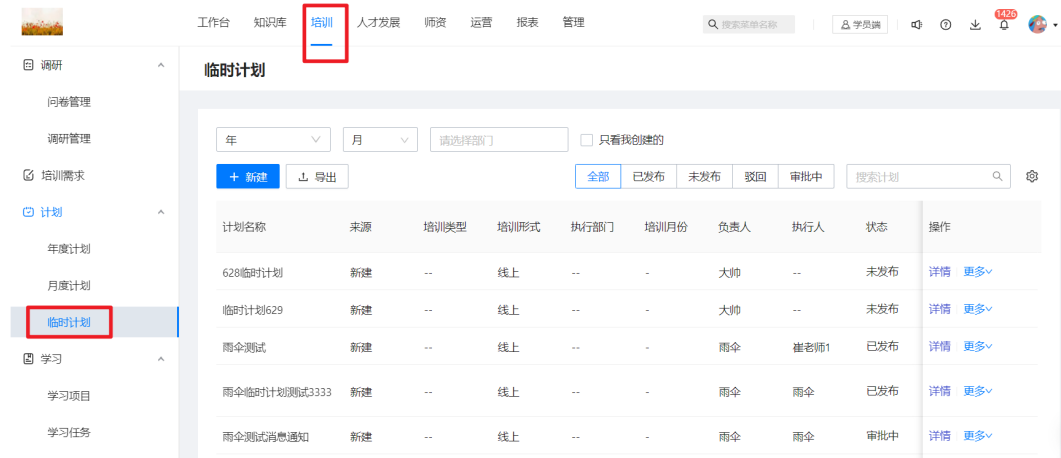 工作台 知识库 培训 人才发展 师资 运营 报表 管理 搜索菜单名称 学员端 1426
调研
问卷管理
调研管理
培训需求
计划
年度计划
月度计划
临时计划
学习
学习项目
学习任务
临时计划
年 月 请选择部门 只看我创建的
+ 新建 导出 全部 已发布 未发布 驳回 审批中 搜索计划
计划名称 来源 培训类型 培训形式 执行部门 培训月份 负责人 执行人 状态 操作
628临时计划 新建 -- 线上 -- - 大帅 -- 未发布 详情 更多
临时计划629 新建 -- 线上 -- - 大帅 -- 未发布 详情 更多
雨伞测试 新建 -- 线上 -- - 雨伞 崔老师1 已发布 详情 更多
雨伞临时计划测试3333 新建 -- 线上 -- - 雨伞 雨伞 已发布 详情 更多
雨伞测试消息通知 新建 -- 线上 -- - 雨伞 雨伞 审批中 详情 更多